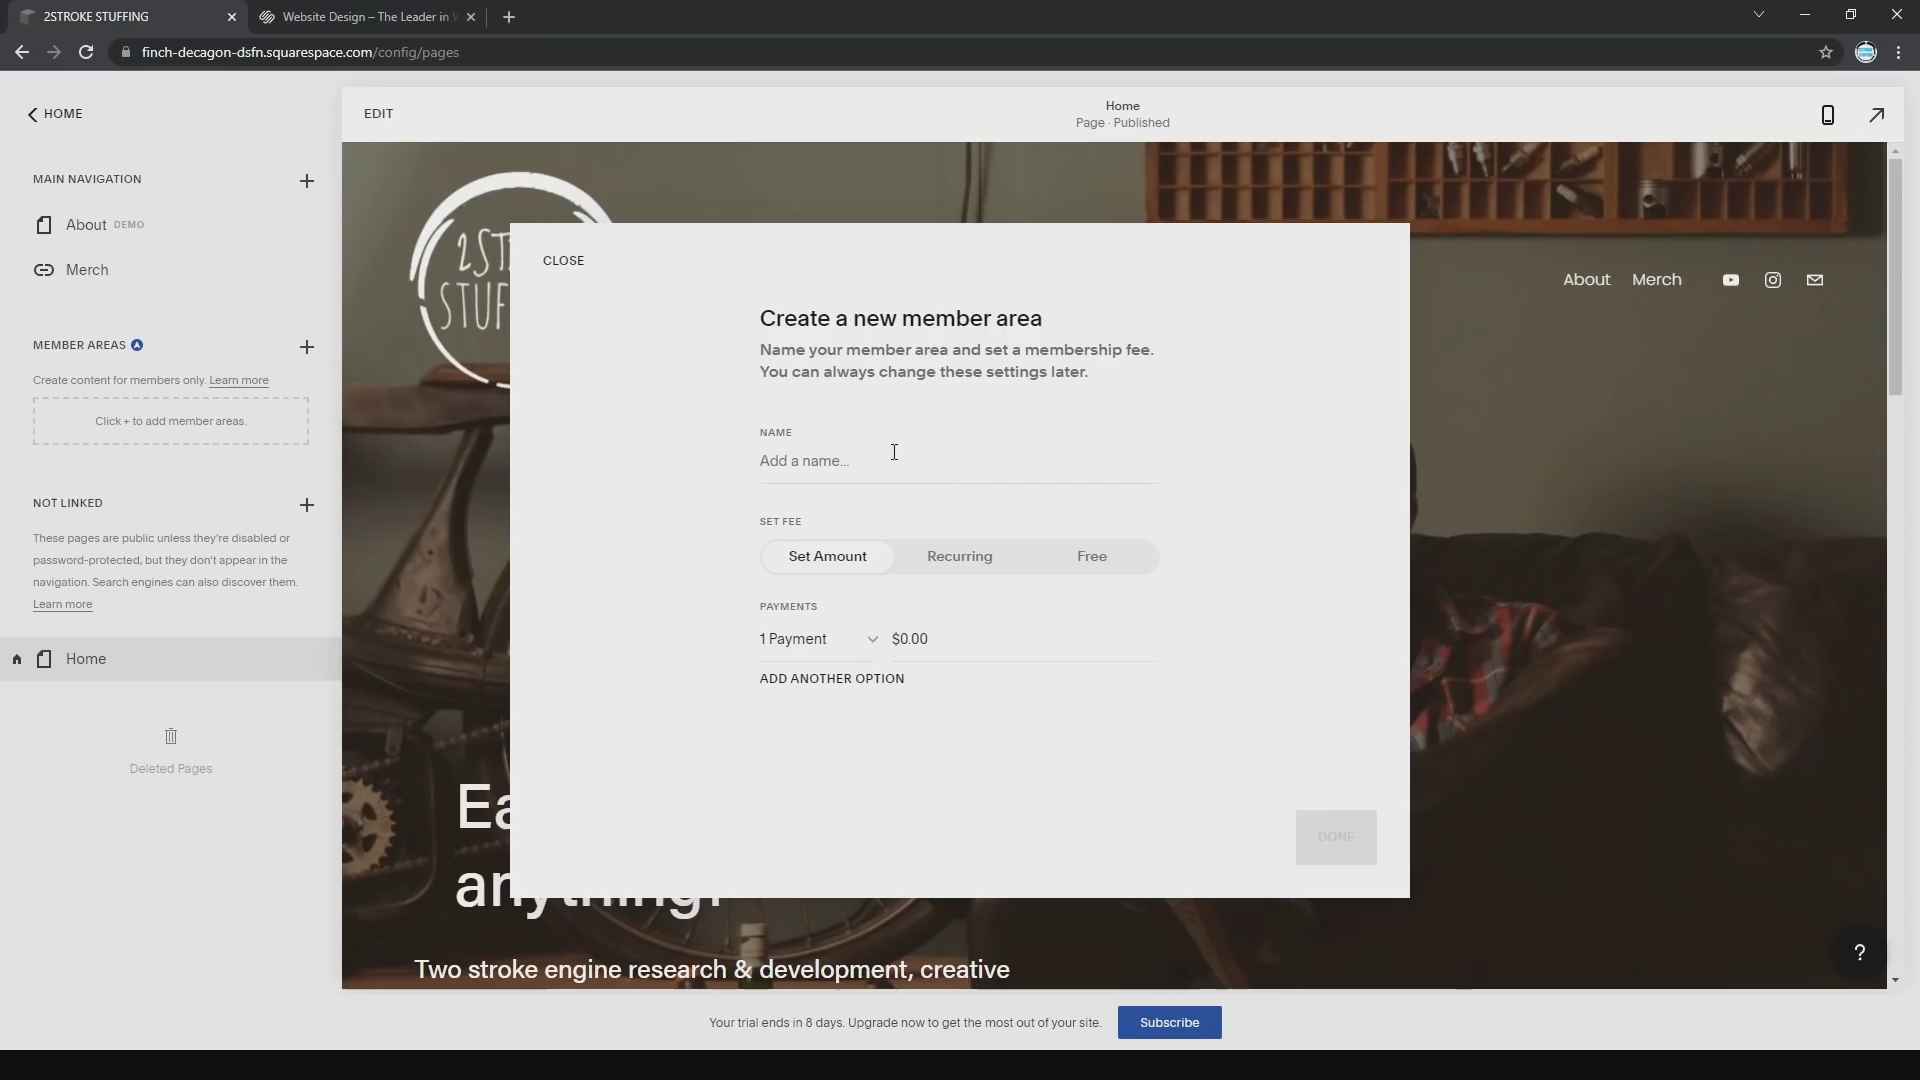 2STROKE STUFFING
Website Design – The Leader in
finch-decagon-dsfn.squarespace.com/config/pages
HOME
EDIT
Home
Page · Published
MAIN NAVIGATION
About DEMO
Merch
MEMBER AREAS
Create content for members only. Learn more
Click + to add member areas.
NOT LINKED
These pages are public unless they're disabled or
password-protected, but they don't appear in the
navigation. Search engines can also discover them.
Learn more
Home
Deleted Pages
About Merch
CLOSE
Create a new member area
Name your member area and set a membership fee.
You can always change these settings later.
NAME
Add a name...
SET FEE
Set Amount Recurring Free
PAYMENTS
1 Payment $0.00
ADD ANOTHER OPTION
DONE
anything!
Two stroke engine research & development, creative
?
Your trial ends in 8 days. Upgrade now to get the most out of your site. Subscribe